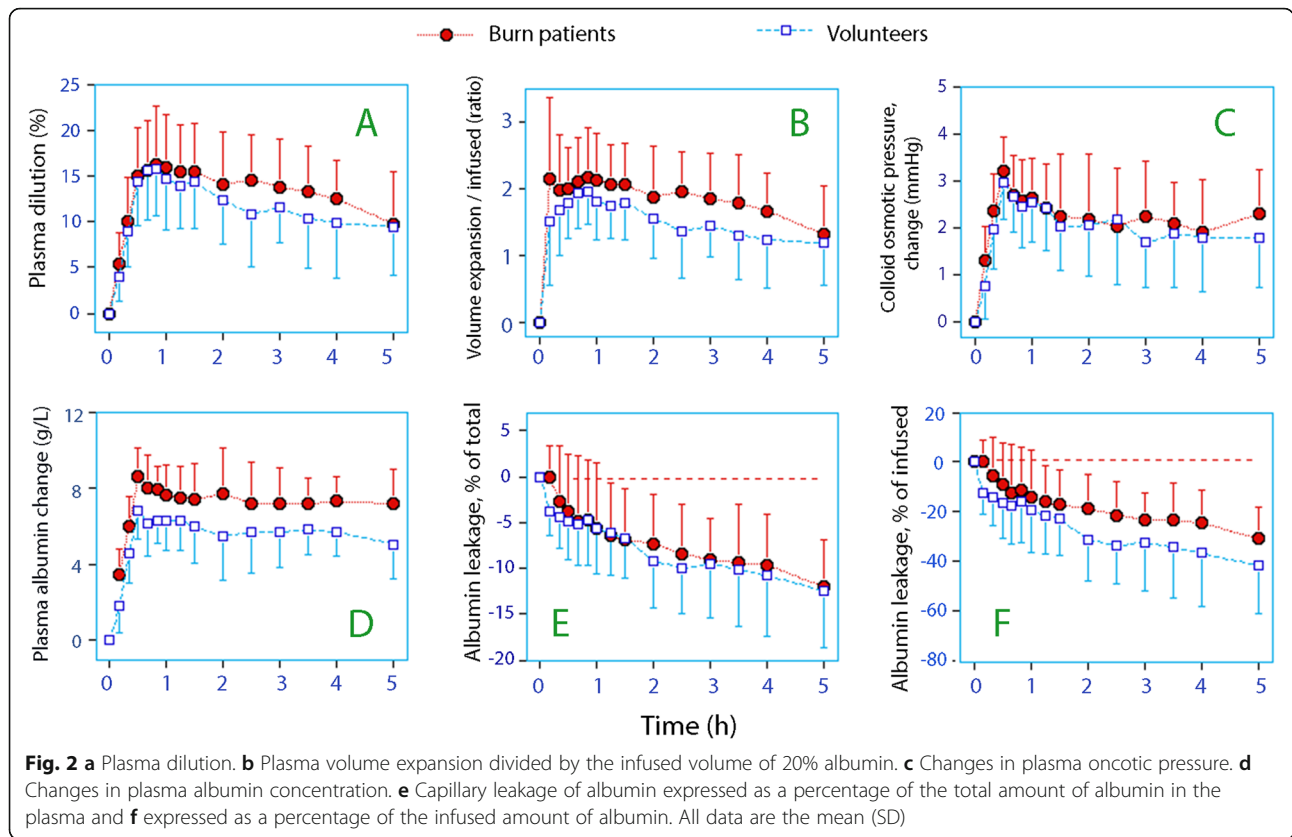 Burn patients Volunteers
A
Plasma dilution (%)
25
20
15
10
5
0
0 1 2 3 4 5
B
Volume expansion / infused (ratio)
3
2
1
0
0 1 2 3 4 5
C
Colloid osmotic pressure,
change (mmHg)
5
4
3
2
1
0
0 1 2 3 4 5
D
Plasma albumin change (g/L)
12
8
4
0
0 1 2 3 4 5
E
Albumin leakage, % of total
5
0
-5
-10
-15
-20
0 1 2 3 4 5
F
Albumin leakage, % of infused
20
0
-20
-40
-60
-80
0 1 2 3 4 5
Time (h)
Fig. 2 a Plasma dilution. b Plasma volume expansion divided by the infused volume of 20% albumin. c Changes in plasma oncotic pressure. d
Changes in plasma albumin concentration. e Capillary leakage of albumin expressed as a percentage of the total amount of albumin in the
plasma and f expressed as a percentage of the infused amount of albumin. All data are the mean (SD)